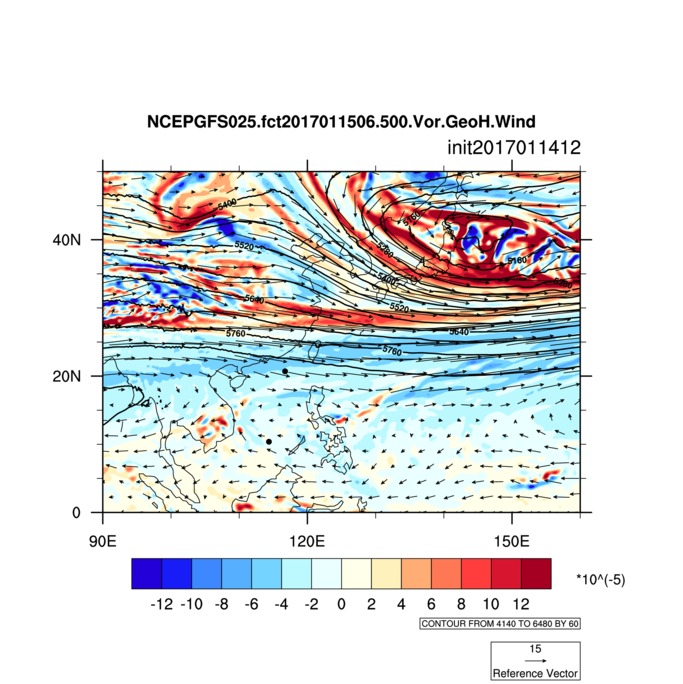 NCEPGFS025.fct2017011506.500.Vor.GeoH.Wind
init2017011412
5400
5160
40N
5520
5280
5160
5400
5640
5520
5640
5760
5760
20N
0
90E 120E 150E
-12 -10 -8 -6 -4 -2 0 2 4 6 8 10 12
*10^(-5)
CONTOUR FROM 4140 TO 6480 BY 60
15
Reference Vector